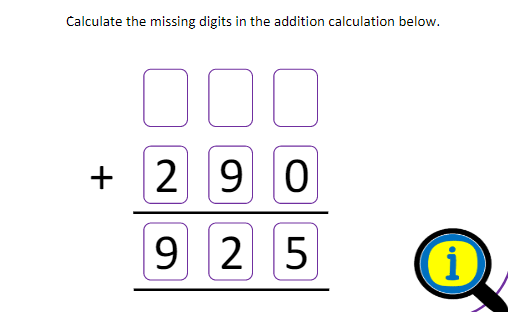 Calculate the missing digits in the addition calculation below.
+ 2 9 0
9 2 5
i